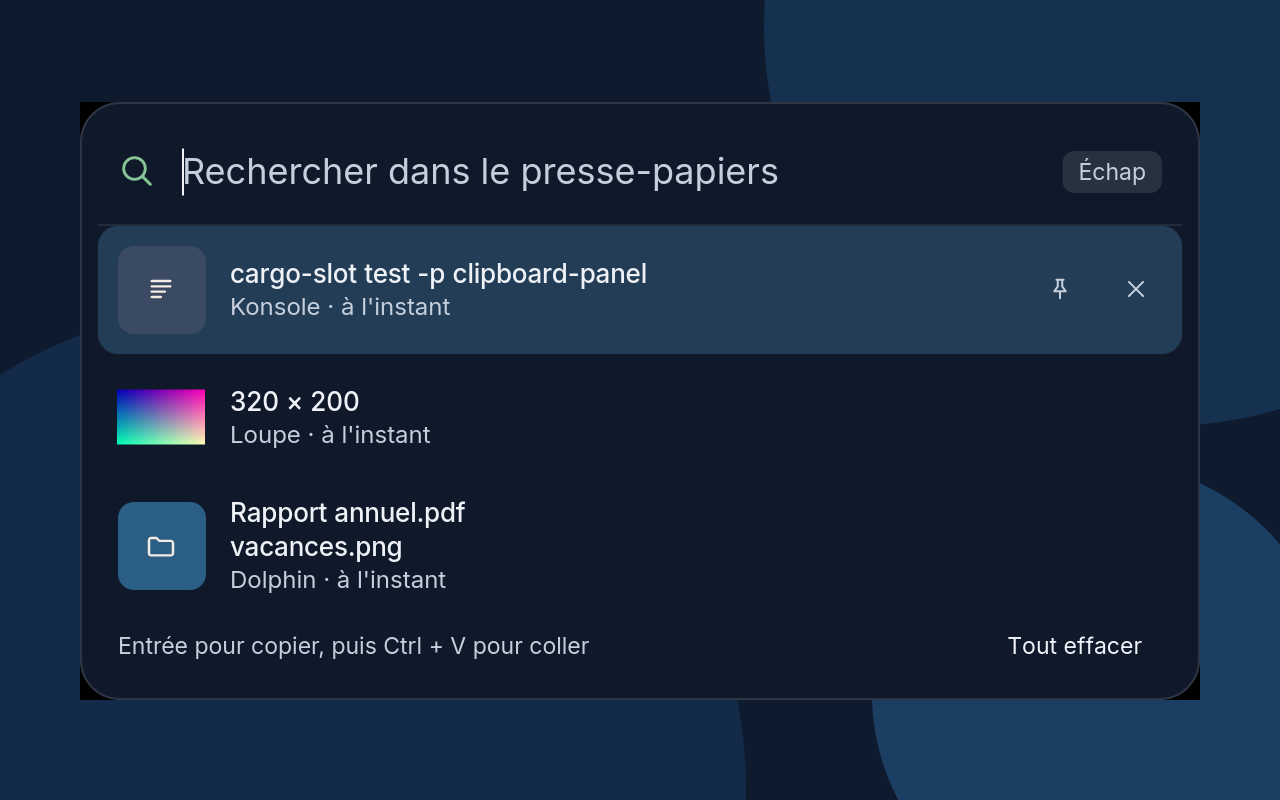 Rechercher dans le presse-papiers
Échap
cargo-slot test -p clipboard-panel
Konsole · à l'instant
320 × 200
Loupe · à l'instant
Rapport annuel.pdf
vacances.png
Dolphin · à l'instant
Entrée pour copier, puis Ctrl + V pour coller
Tout effacer